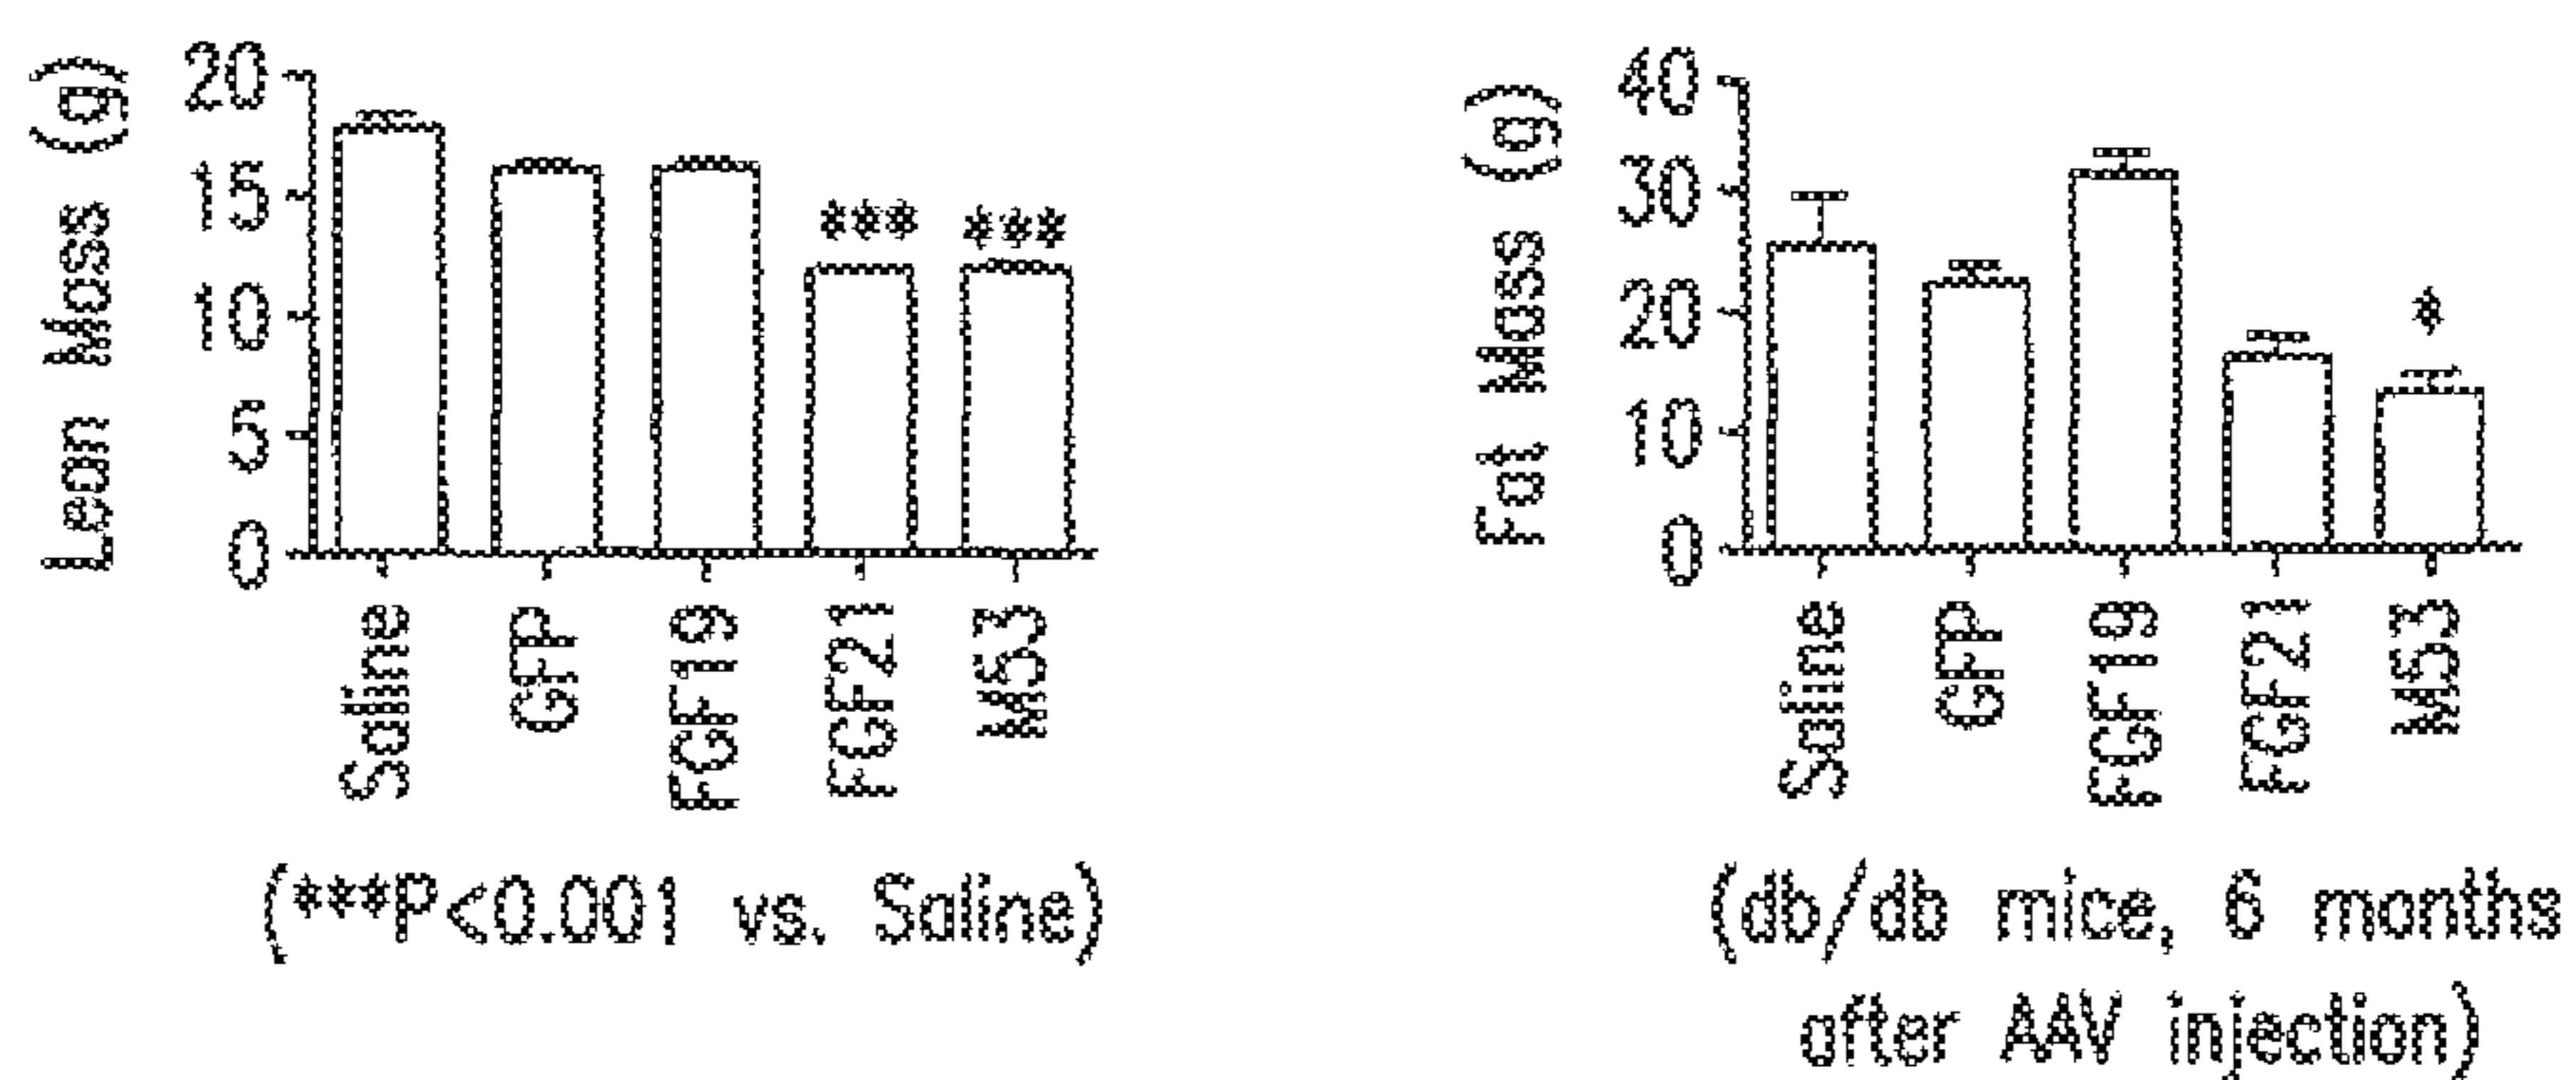 Lean Mass (g)
20
15
10
5
0
*** ***
Saline
GFP
FGF19
FGF21
M53
(***P<0.001 vs. Saline)
Fat Mass (g)
40
30
20
10
0
*
Saline
GFP
FGF19
FGF21
M53
(db/db mice, 6 months
after AAV injection)